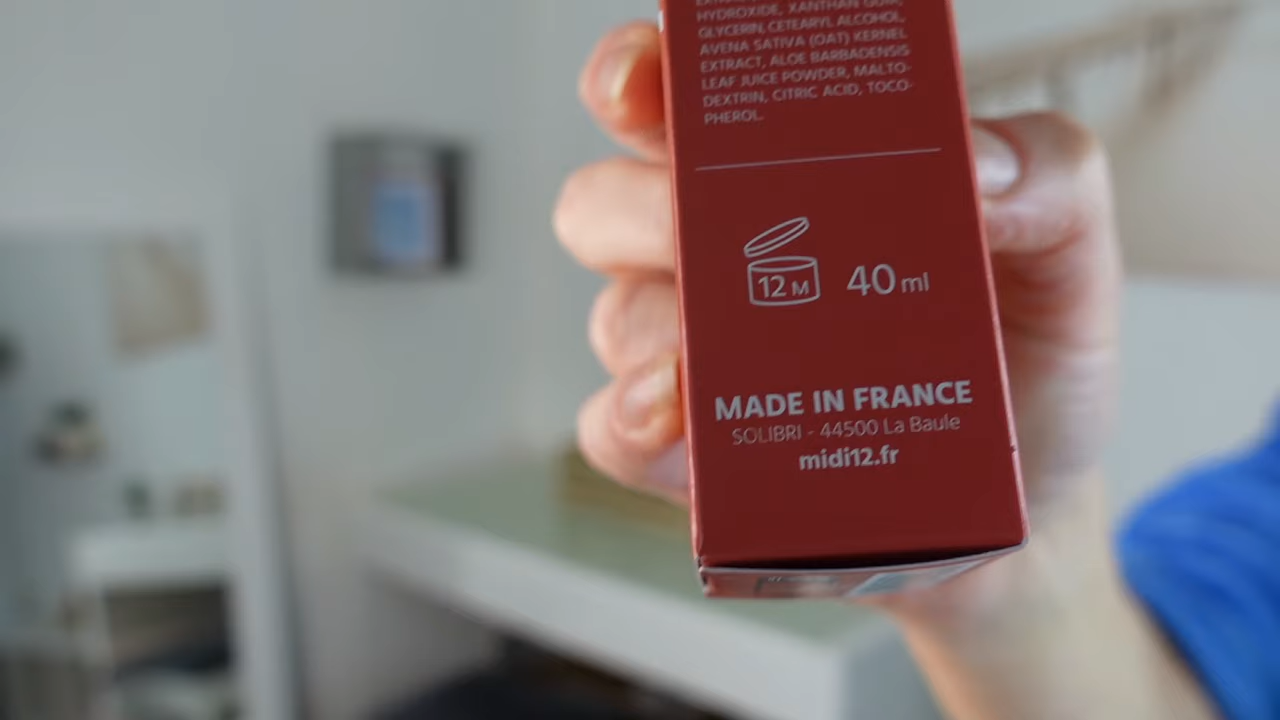 HYDROXIDE, XANTHAN GUM,
GLYCERIN, CETEARYL ALCOHOL,
AVENA SATIVA (OAT) KERNEL
EXTRACT, ALOE BARBADENSIS
LEAF JUICE POWDER, MALTO-
DEXTRIN, CITRIC ACID, TOCO-
PHEROL.
12 M
40 ml
MADE IN FRANCE
SOLIBRI - 44500 La Baule
midi12.fr